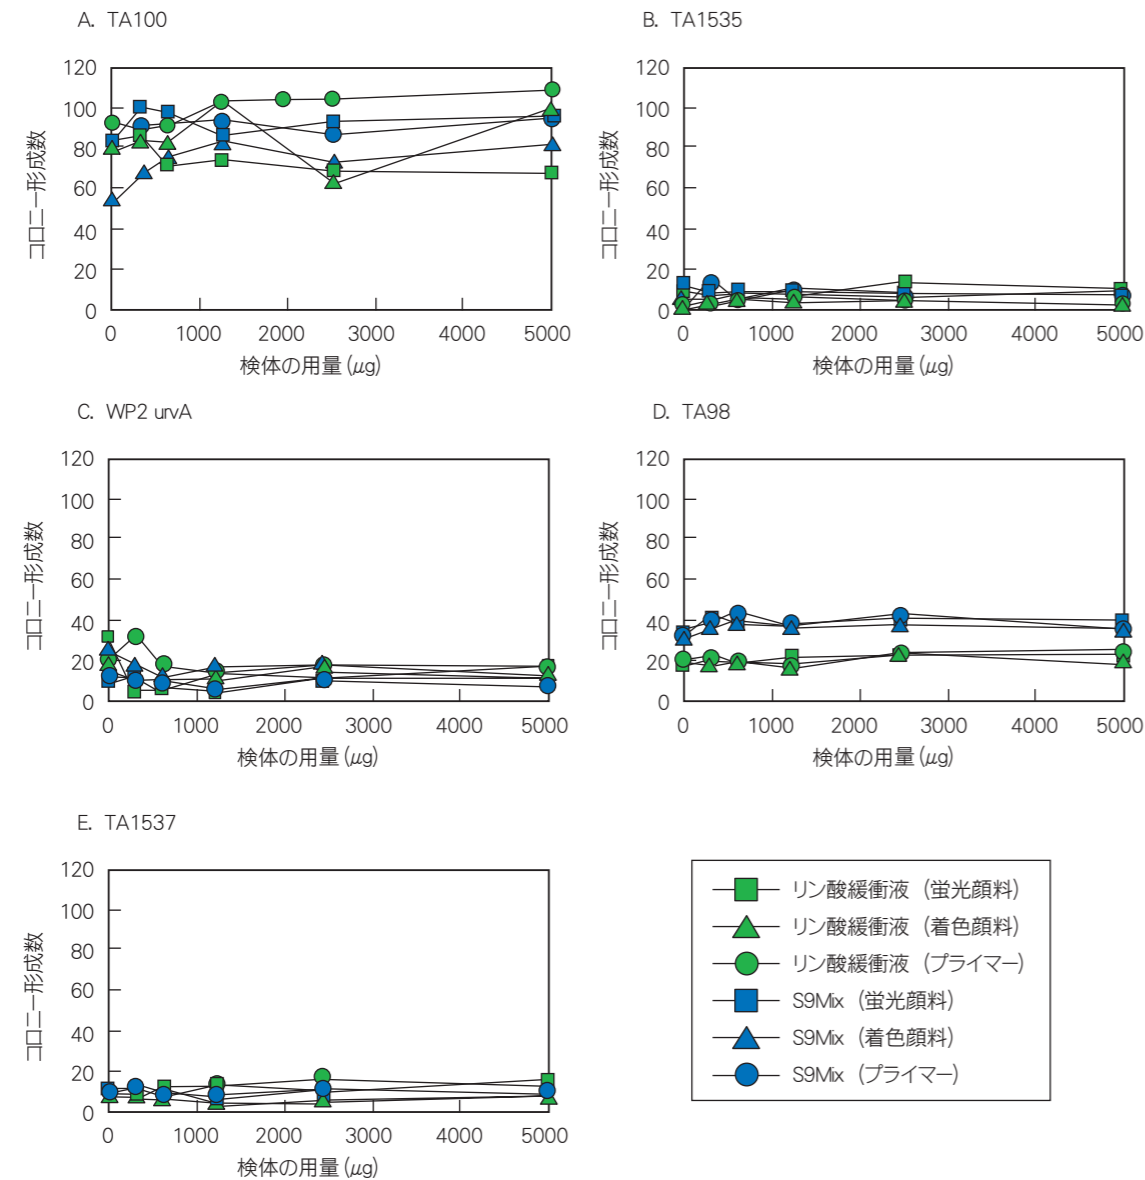 A. TA100
コロニー形成数
120
100
80
60
40
20
0
0 1000 2000 3000 4000 5000
検体の用量 (μg)
B. TA1535
コロニー形成数
120
100
80
60
40
20
0
0 1000 2000 3000 4000 5000
検体の用量 (μg)
C. WP2 urvA
コロニー形成数
120
100
80
60
40
20
0
0 1000 2000 3000 4000 5000
検体の用量 (μg)
D. TA98
コロニー形成数
120
100
80
60
40
20
0
0 1000 2000 3000 4000 5000
検体の用量 (μg)
E. TA1537
コロニー形成数
120
100
80
60
40
20
0
0 1000 2000 3000 4000 5000
検体の用量 (μg)
リン酸緩衝液 (蛍光顔料)
リン酸緩衝液 (着色顔料)
リン酸緩衝液 (プライマー)
S9Mix (蛍光顔料)
S9Mix (着色顔料)
S9Mix (プライマー)